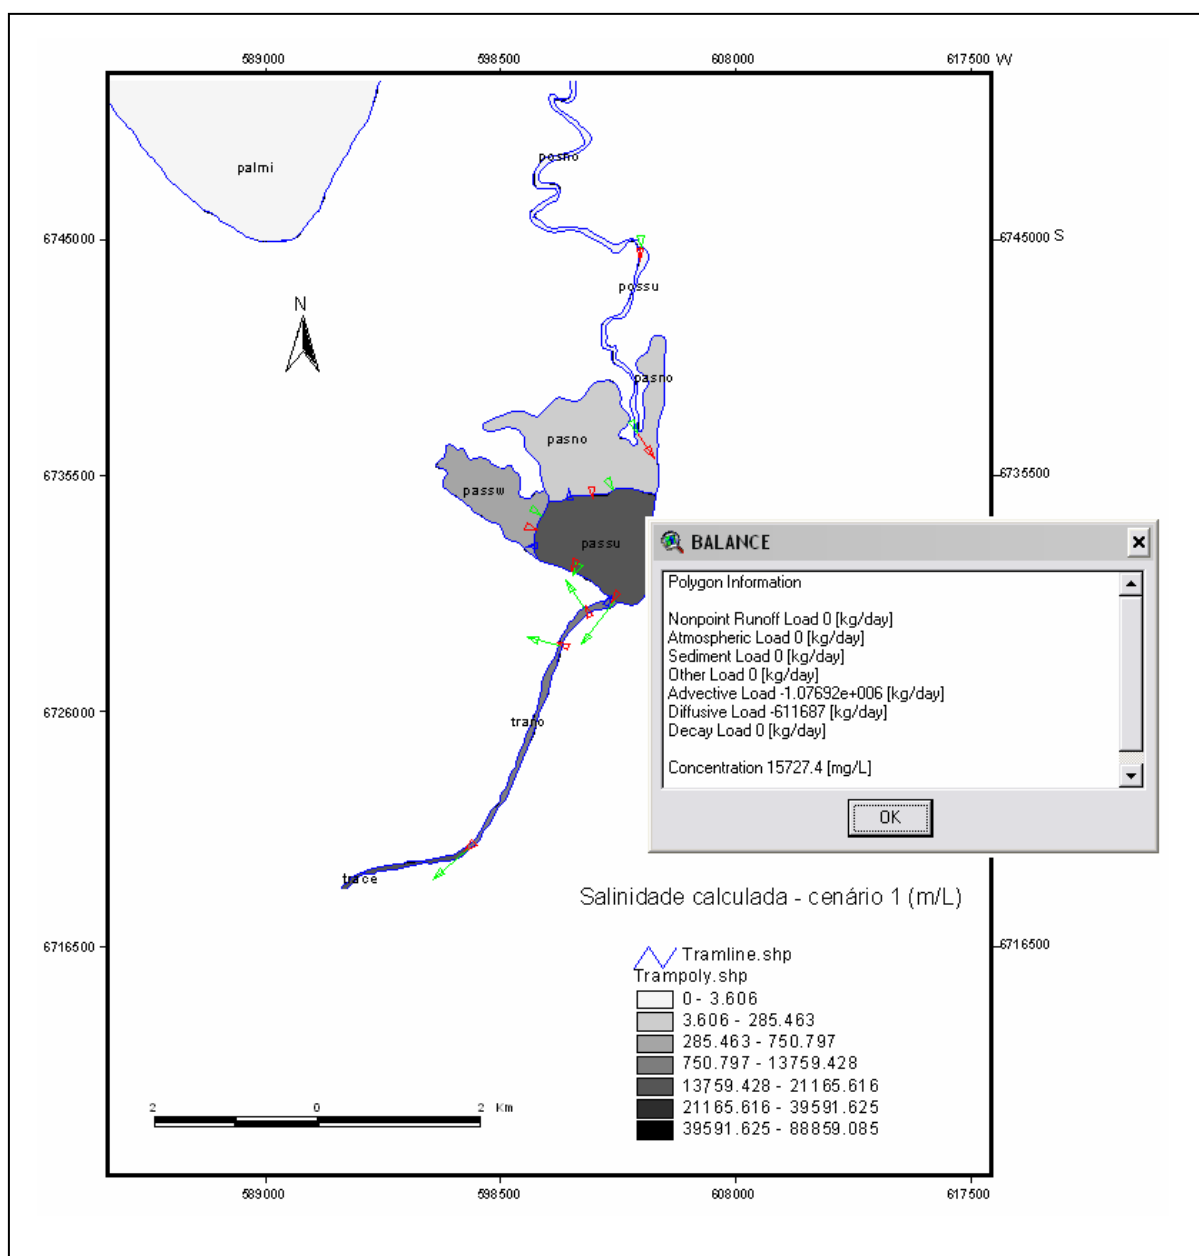 589000 598500 608000 617500 W
palmi
posno
6745000 6745000 S
possu
N
pasno
pasno
6735500 6735500
passw
passu
BALANCE
Polygon Information
Nonpoint Runoff Load 0 [kg/day]
Atmospheric Load 0 [kg/day]
Sediment Load 0 [kg/day]
Other Load 0 [kg/day]
Advective Load -1.07692e+006 [kg/day]
Diffusive Load -611687 [kg/day]
Decay Load 0 [kg/day]
Concentration 15727.4 [mg/L]
OK
6726000
trano
trace
Salinidade calculada - cenário 1 (m/L)
6716500 6716500
Tramline.shp
Trampoly.shp
0 - 3.606
3.606 - 285.463
285.463 - 750.797
750.797 - 13759.428
13759.428 - 21165.616
21165.616 - 39591.625
39591.625 - 88859.085
2 0 2 Km
589000 598500 608000 617500